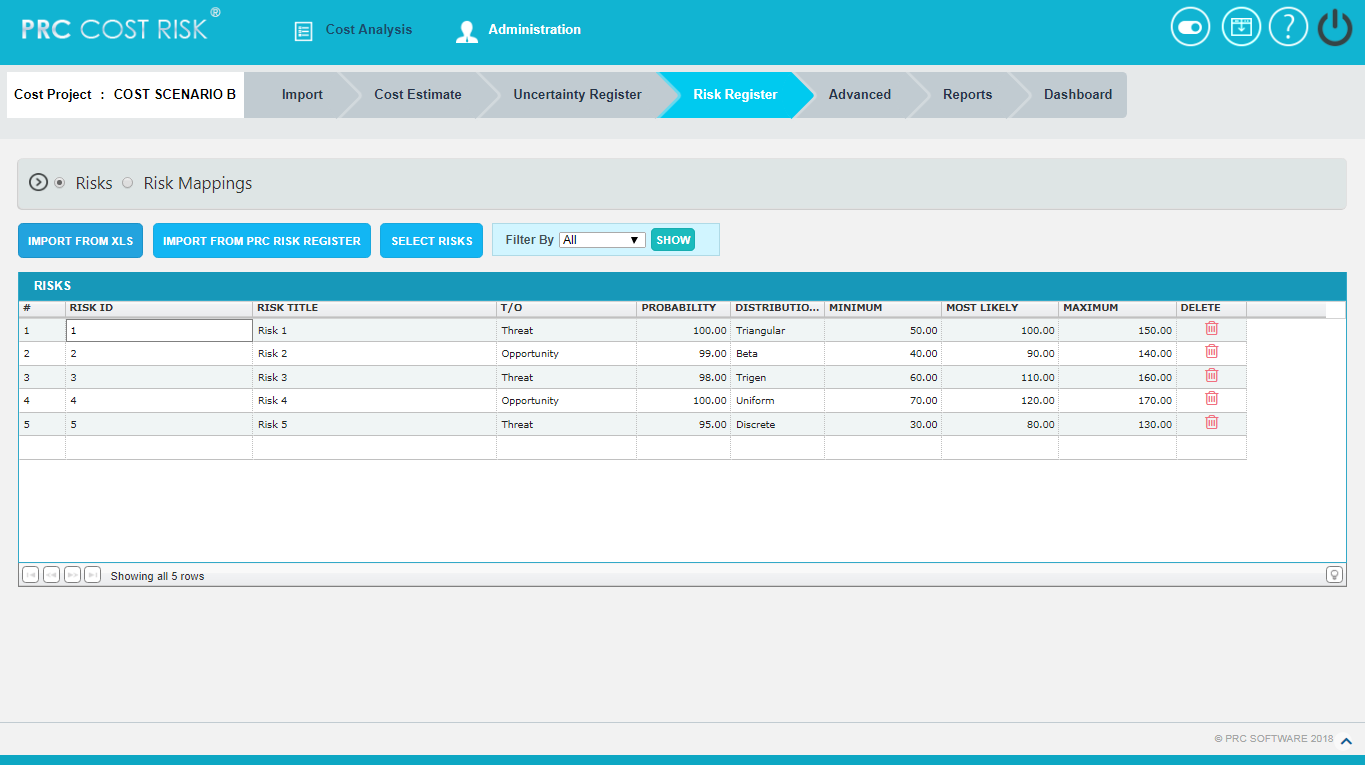 PRC COST RISK®
Cost Analysis
Administration
?
Cost Project : COST SCENARIO B
Import
Cost Estimate
Uncertainty Register
Risk Register
Advanced
Reports
Dashboard
Risks
Risk Mappings
IMPORT FROM XLS
IMPORT FROM PRC RISK REGISTER
SELECT RISKS
Filter By All SHOW
RISKS
# RISK ID RISK TITLE T/O PROBABILITY DISTRIBUTIO... MINIMUM MOST LIKELY MAXIMUM DELETE
1 1 Risk 1 Threat 100.00 Triangular 50.00 100.00 150.00
2 2 Risk 2 Opportunity 99.00 Beta 40.00 90.00 140.00
3 3 Risk 3 Threat 98.00 Trigen 60.00 110.00 160.00
4 4 Risk 4 Opportunity 100.00 Uniform 70.00 120.00 170.00
5 5 Risk 5 Threat 95.00 Discrete 30.00 80.00 130.00
Showing all 5 rows
© PRC SOFTWARE 2018